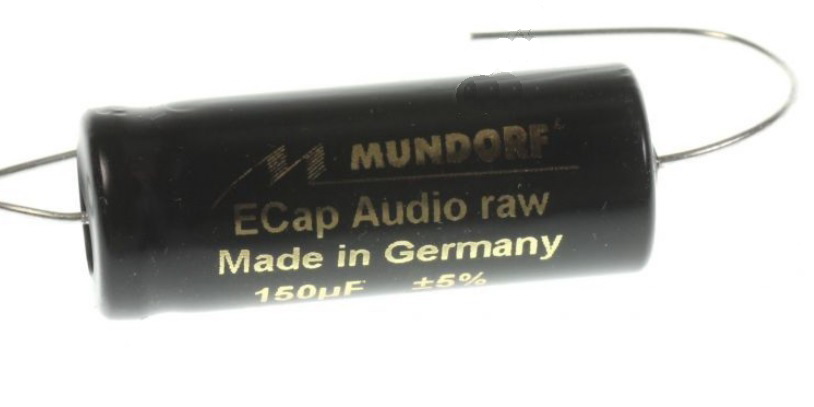 MUNDORF
ECap Audio raw
Made in Germany
150µF ±5%